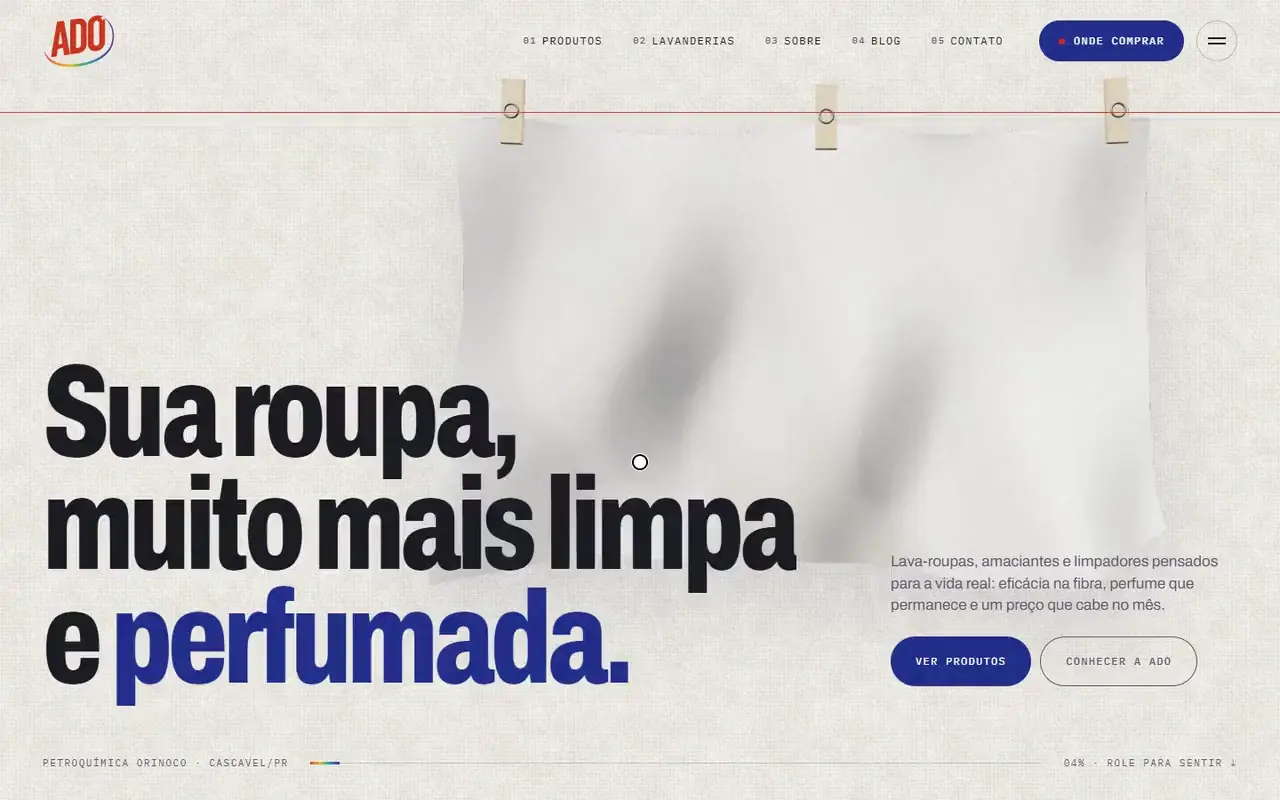 ADO
01 PRODUTOS
02 LAVANDERIAS
03 SOBRE
04 BLOG
05 CONTATO
ONDE COMPRAR
Sua roupa,
muito mais limpa
e perfumada.
Lava-roupas, amaciantes e limpadores pensados
para a vida real: eficácia na fibra, perfume que
permanece e um preço que cabe no mês.
VER PRODUTOS
CONHECER A ADO
PETROQUÍMICA ORINOCO · CASCAVEL/PR
04% · ROLE PARA SENTIR ↓